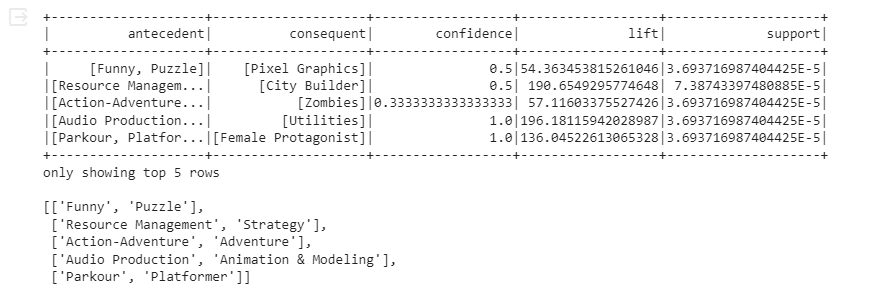 +--------------------+-------------------+------------------+------------------+--------------------+
|          antecedent|         consequent|        confidence|              lift|             support|
+--------------------+-------------------+------------------+------------------+--------------------+
|     [Funny, Puzzle]|   [Pixel Graphics]|               0.5|54.363453815261046|3.693716987404425E-5|
|[Resource Managem...|     [City Builder]|               0.5| 190.6549295774648| 7.38743397480885E-5|
|[Action-Adventure...|          [Zombies]|0.3333333333333333| 57.11603375527426|3.693716987404425E-5|
|[Audio Production...|        [Utilities]|               1.0|196.18115942028987|3.693716987404425E-5|
|[Parkour, Platfor...|[Female Protagonist]|               1.0|136.04522613065328|3.693716987404425E-5|
+--------------------+-------------------+------------------+------------------+--------------------+
only showing top 5 rows
[['Funny', 'Puzzle'],
['Resource Management', 'Strategy'],
['Action-Adventure', 'Adventure'],
['Audio Production', 'Animation & Modeling'],
['Parkour', 'Platformer']]